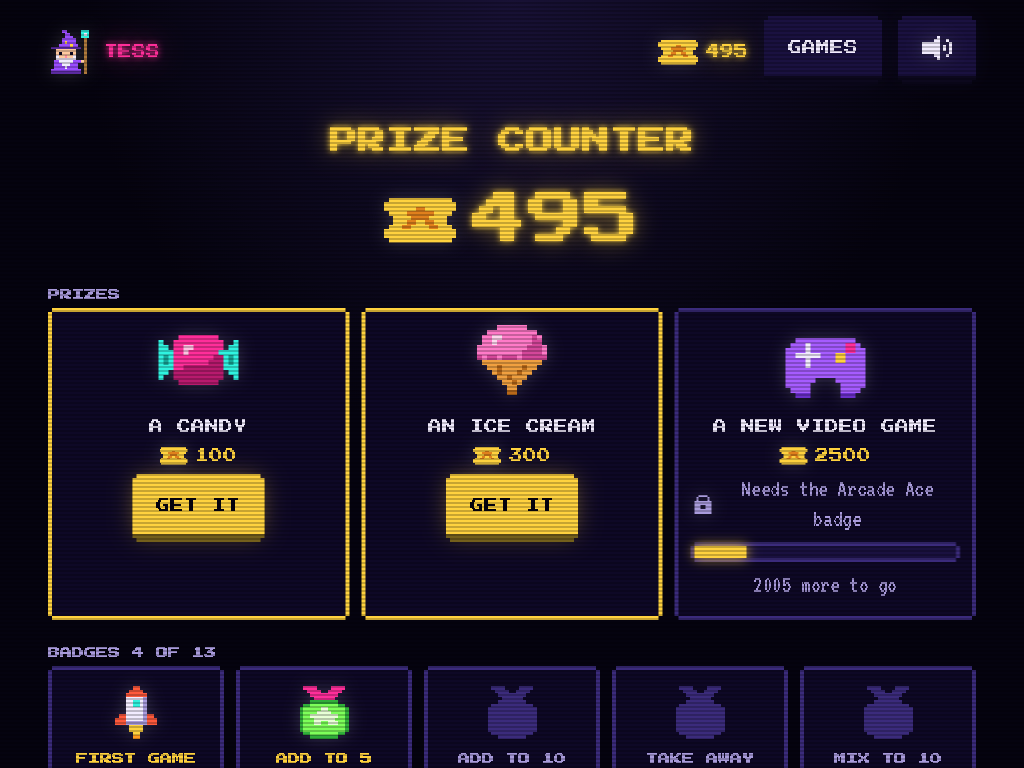 TESS
495
GAMES
PRIZE COUNTER
495
PRIZES
A CANDY
100
GET IT
AN ICE CREAM
300
GET IT
A NEW VIDEO GAME
2500
Needs the Arcade Ace
badge
2005 more to go
BADGES 4 OF 13
FIRST GAME
ADD TO 5
ADD TO 10
TAKE AWAY
MIX TO 10